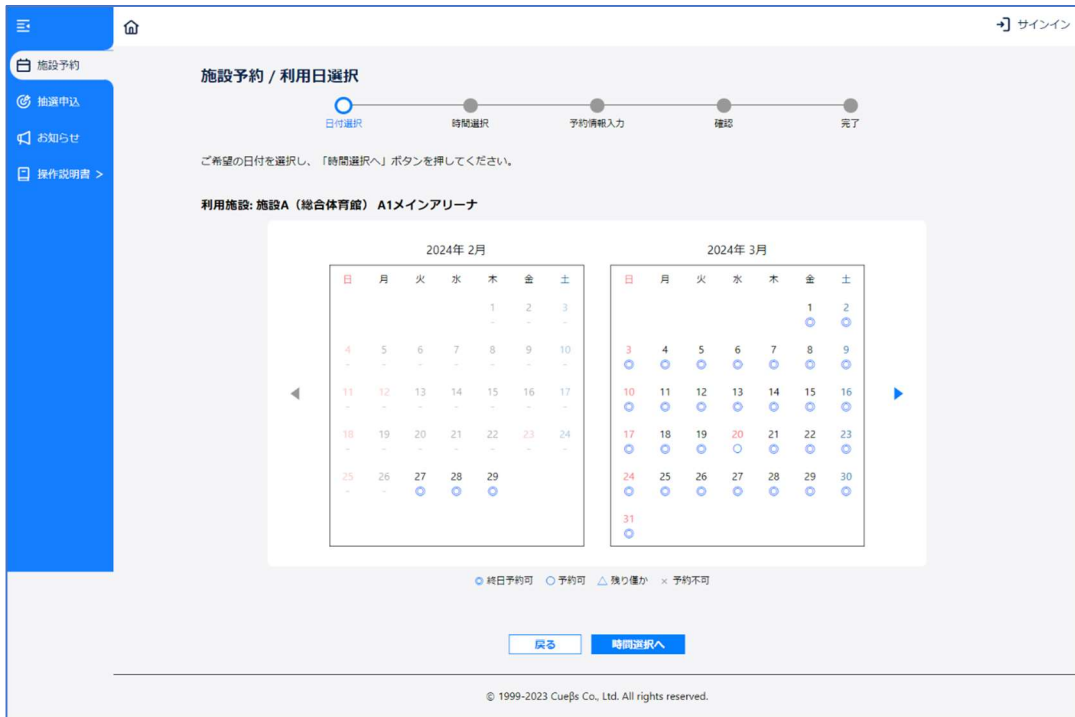 サインイン
施設予約
抽選申込
お知らせ
操作説明書 >
施設予約 / 利用日選択
日付選択 時間選択 予約情報入力 確認 完了
ご希望の日付を選択し、「時間選択へ」ボタンを押してください。
利用施設: 施設A（総合体育館） A1メインアリーナ
2024年 2月
日 月 火 水 木 金 土
1 2 3
- - -
4 5 6 7 8 9 10
- - - - - - -
11 12 13 14 15 16 17
- - - - - - -
18 19 20 21 22 23 24
- - - - - - -
25 26 27 28 29
- - ◎ ◎ ◎
2024年 3月
日 月 火 水 木 金 土
1 2
◎ ◎
3 4 5 6 7 8 9
◎ ◎ ◎ ◎ ◎ ◎ ◎
10 11 12 13 14 15 16
◎ ◎ ◎ ◎ ◎ ◎ ◎
17 18 19 20 21 22 23
◎ ◎ ◎ ○ ◎ ◎ ◎
24 25 26 27 28 29 30
◎ ◎ ◎ ◎ ◎ ◎ ◎
31
◎
◎ 終日予約可 ○ 予約可 △ 残り僅か × 予約不可
戻る 時間選択へ
© 1999-2023 Cueβs Co., Ltd. All rights reserved.